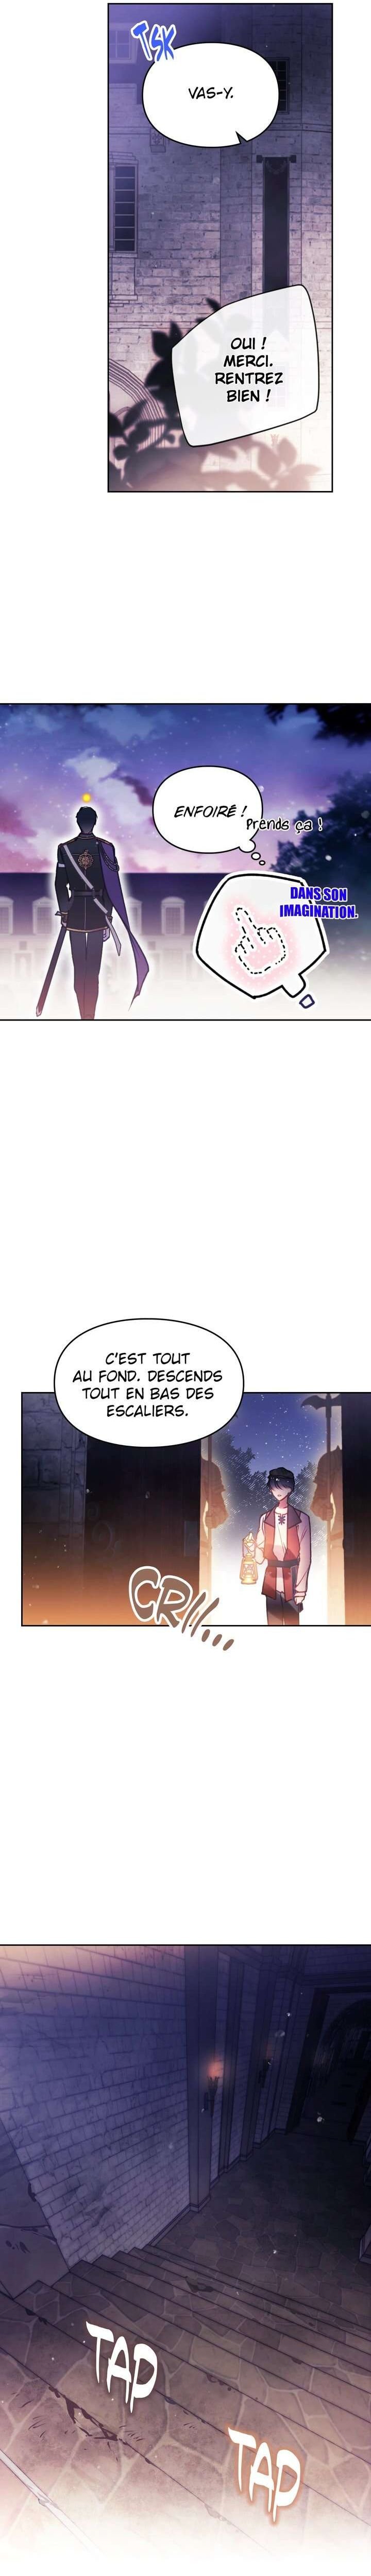 TSK
VAS-Y.
OUI !
MERCI.
RENTREZ
BIEN !
ENFOIRÉ !
Prends ça !
DANS SON
IMAGINATION.
C'EST TOUT
AU FOND. DESCENDS
TOUT EN BAS DES
ESCALIERS.
CRIII...
TAP
TAP